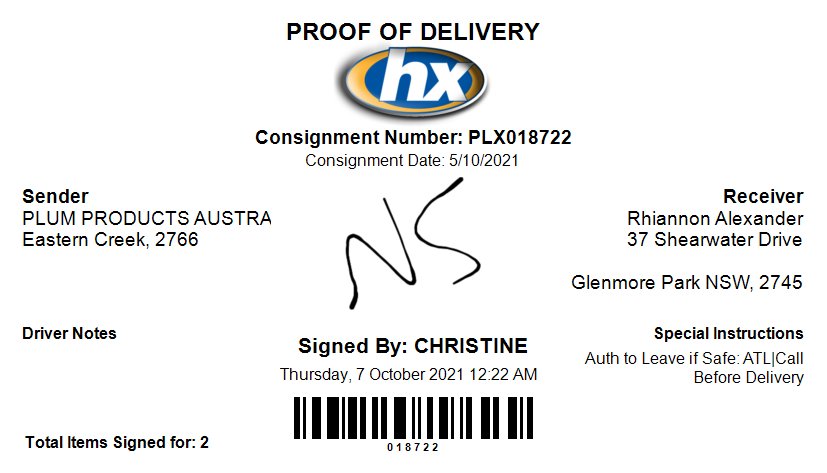 PROOF OF DELIVERY
hx
Consignment Number: PLX018722
Consignment Date: 5/10/2021
Sender
PLUM PRODUCTS AUSTRA
Eastern Creek, 2766
NS
Receiver
Rhiannon Alexander
37 Shearwater Drive
Glenmore Park NSW, 2745
Driver Notes
Signed By: CHRISTINE
Thursday, 7 October 2021 12:22 AM
Special Instructions
Auth to Leave if Safe: ATL|Call
Before Delivery
Total Items Signed for: 2
018722